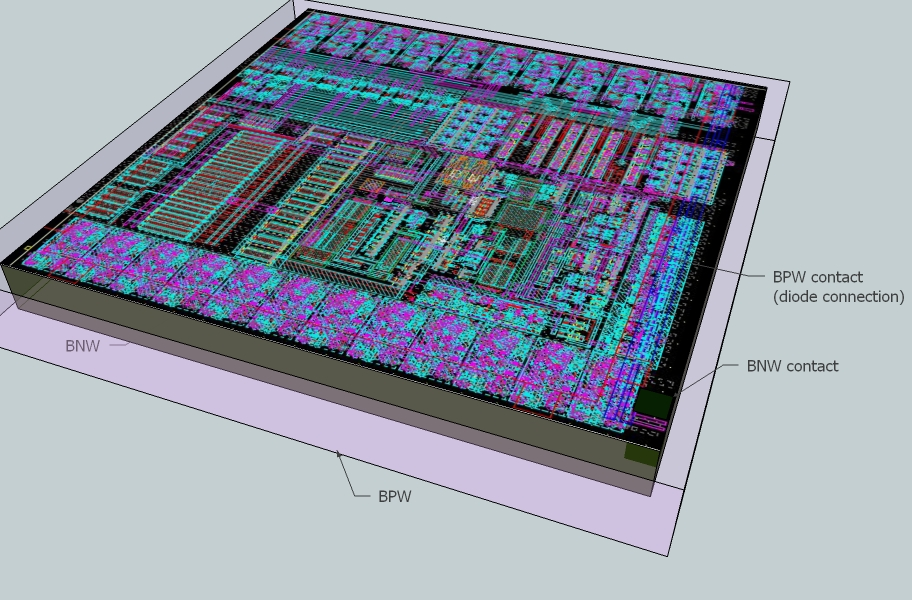 BPW contact
(diode connection)
BNW
BNW contact
BPW